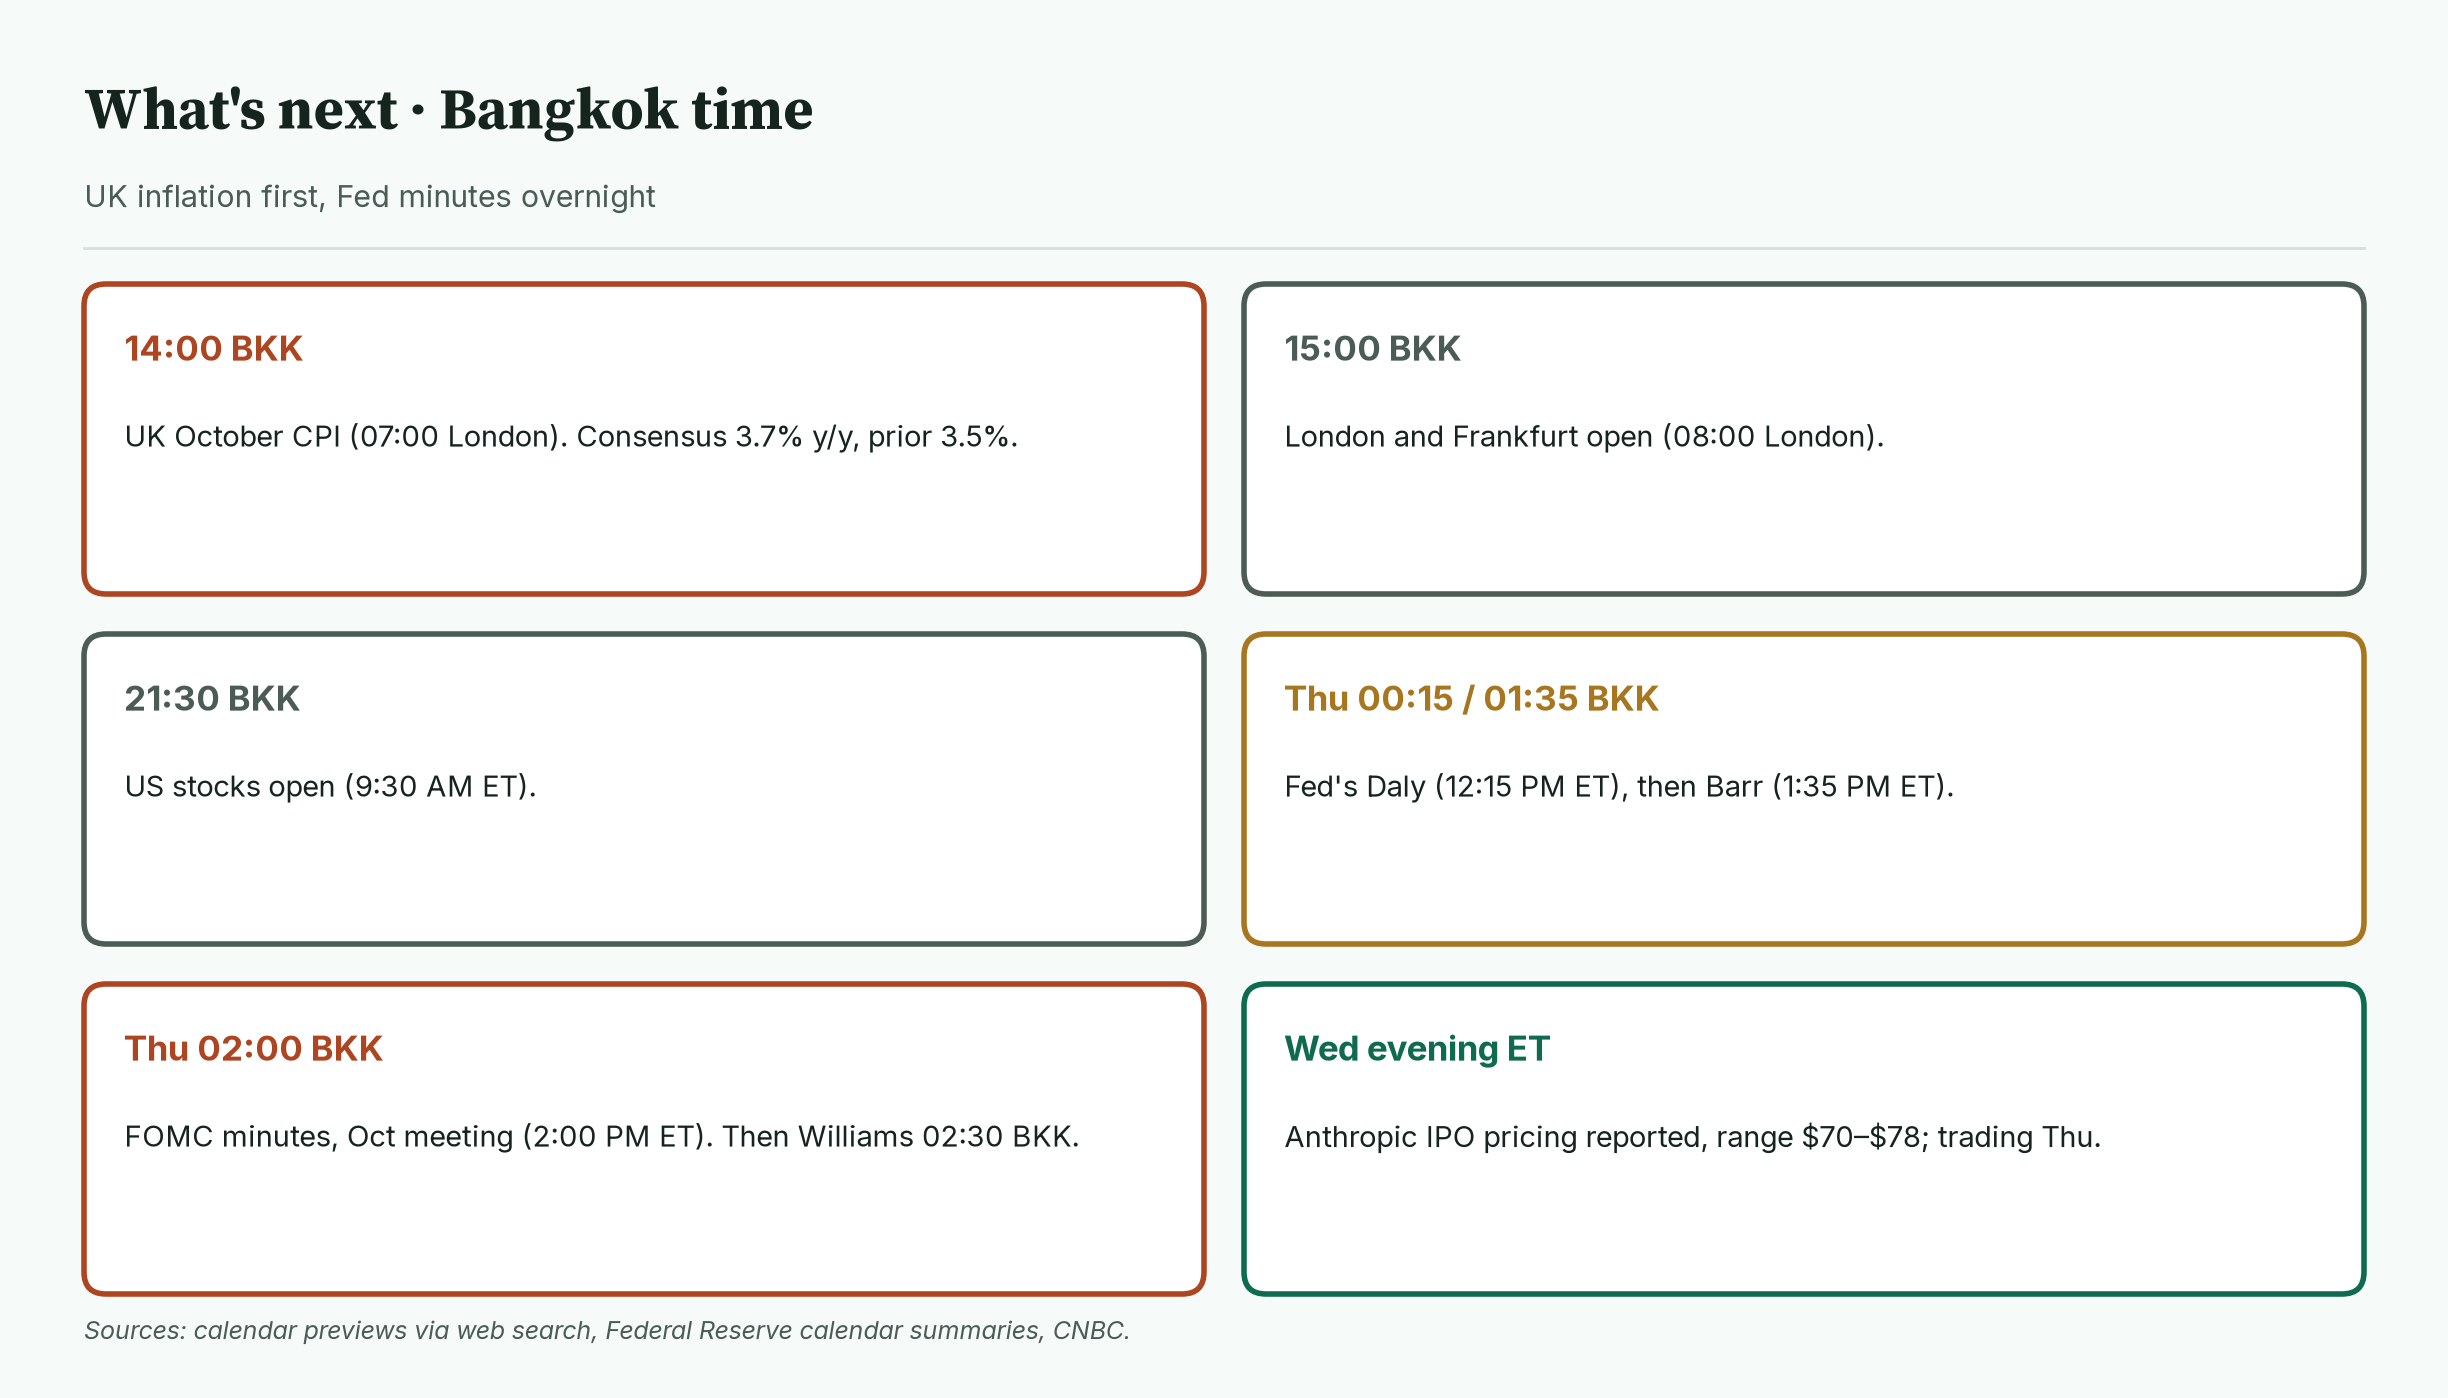 What's next · Bangkok time
UK inflation first, Fed minutes overnight
14:00 BKK
UK October CPI (07:00 London). Consensus 3.7% y/y, prior 3.5%.
15:00 BKK
London and Frankfurt open (08:00 London).
21:30 BKK
US stocks open (9:30 AM ET).
Thu 00:15 / 01:35 BKK
Fed's Daly (12:15 PM ET), then Barr (1:35 PM ET).
Thu 02:00 BKK
FOMC minutes, Oct meeting (2:00 PM ET). Then Williams 02:30 BKK.
Wed evening ET
Anthropic IPO pricing reported, range $70–$78; trading Thu.
Sources: calendar previews via web search, Federal Reserve calendar summaries, CNBC.